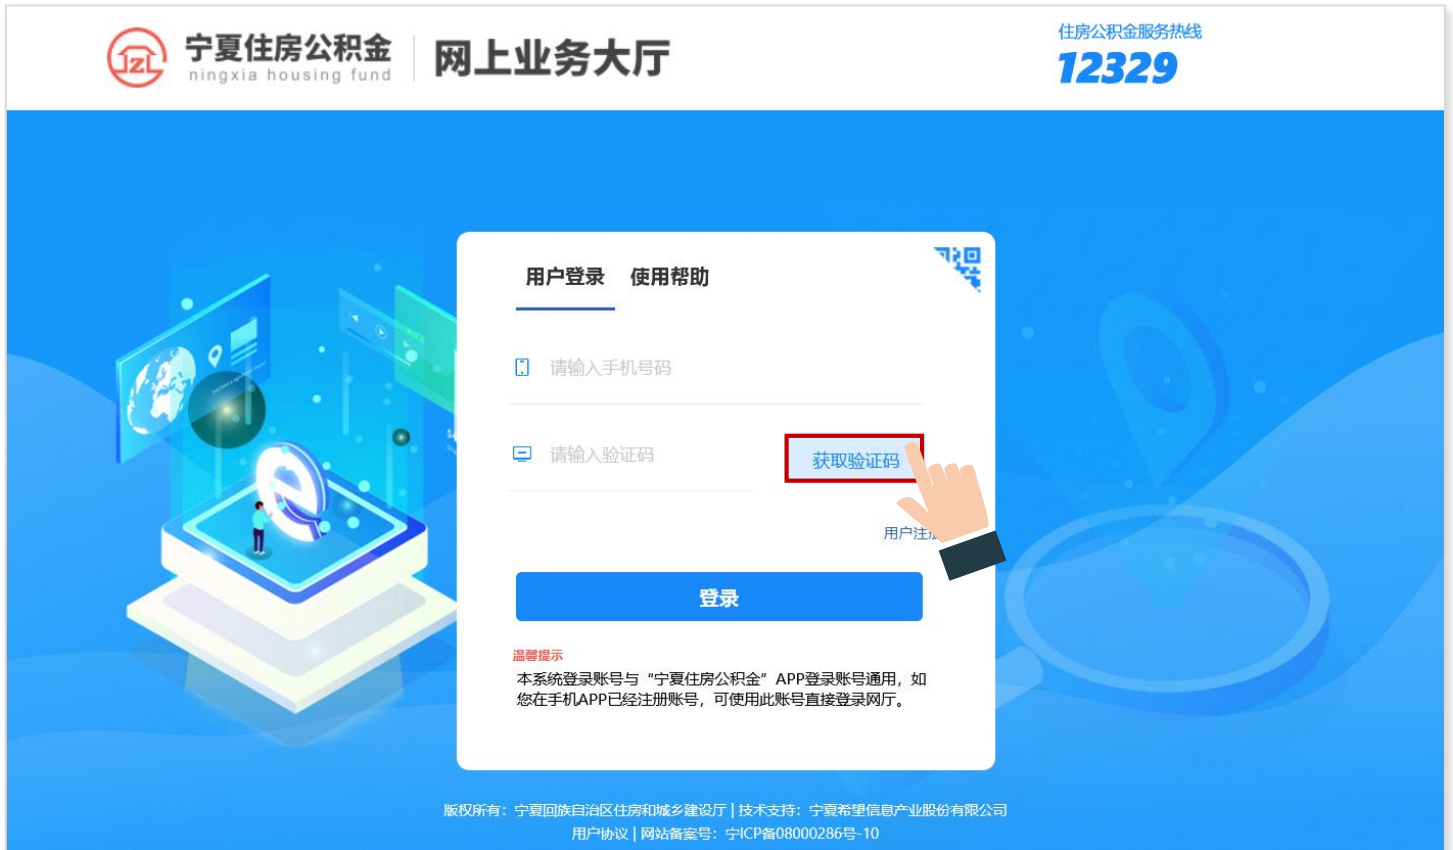 宁夏住房公积金
ningxia housing fund
网上业务大厅
住房公积金服务热线
12329
用户登录 使用帮助
请输入手机号码
请输入验证码
获取验证码
用户注
登录
温馨提示
本系统登录账号与“宁夏住房公积金”APP登录账号通用，如
您在手机APP已经注册账号，可使用此账号直接登录网厅。
版权所有：宁夏回族自治区住房和城乡建设厅 | 技术支持：宁夏希望信息产业股份有限公司
用户协议 | 网站备案号：宁ICP备08000286号-10